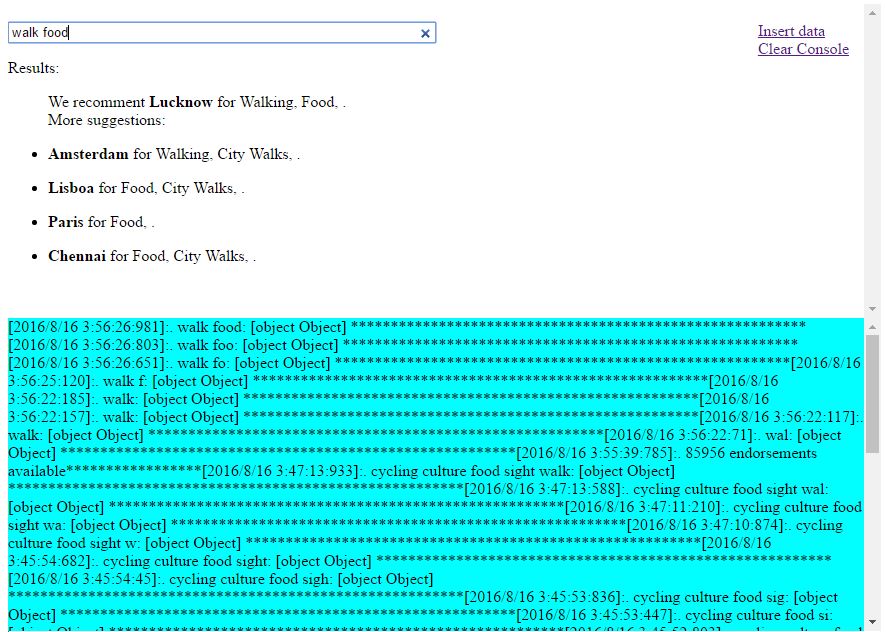 walk food
Insert data
Clear Console
Results:
We recomment Lucknow for Walking, Food, .
More suggestions:
Amsterdam for Walking, City Walks, .
Lisboa for Food, City Walks, .
Paris for Food, .
Chennai for Food, City Walks, .
[2016/8/16 3:56:26:981]:. walk food: [object Object] *********************************************************
[2016/8/16 3:56:26:803]:. walk foo: [object Object] *********************************************************
[2016/8/16 3:56:26:651]:. walk fo: [object Object] *********************************************************[2016/8/16
3:56:25:120]:. walk f: [object Object] *********************************************************[2016/8/16
3:56:22:185]:. walk: [object Object] *********************************************************[2016/8/16
3:56:22:157]:. walk: [object Object] *********************************************************[2016/8/16 3:56:22:117]:.
walk: [object Object] *********************************************************[2016/8/16 3:56:22:71]:. wal: [object
Object] *********************************************************[2016/8/16 3:55:39:785]:. 85956 endorsements
available*****************[2016/8/16 3:47:13:933]:. cycling culture food sight walk: [object Object]
*********************************************************[2016/8/16 3:47:13:588]:. cycling culture food sight wal:
[object Object] *********************************************************[2016/8/16 3:47:11:210]:. cycling culture food
sight wa: [object Object] *********************************************************[2016/8/16 3:47:10:874]:. cycling
culture food sight w: [object Object] *********************************************************[2016/8/16
3:45:54:682]:. cycling culture food sight: [object Object] *********************************************************
[2016/8/16 3:45:54:45]:. cycling culture food sigh: [object Object]
*********************************************************[2016/8/16 3:45:53:836]:. cycling culture food sig: [object
Object] *********************************************************[2016/8/16 3:45:53:447]:. cycling culture food si: